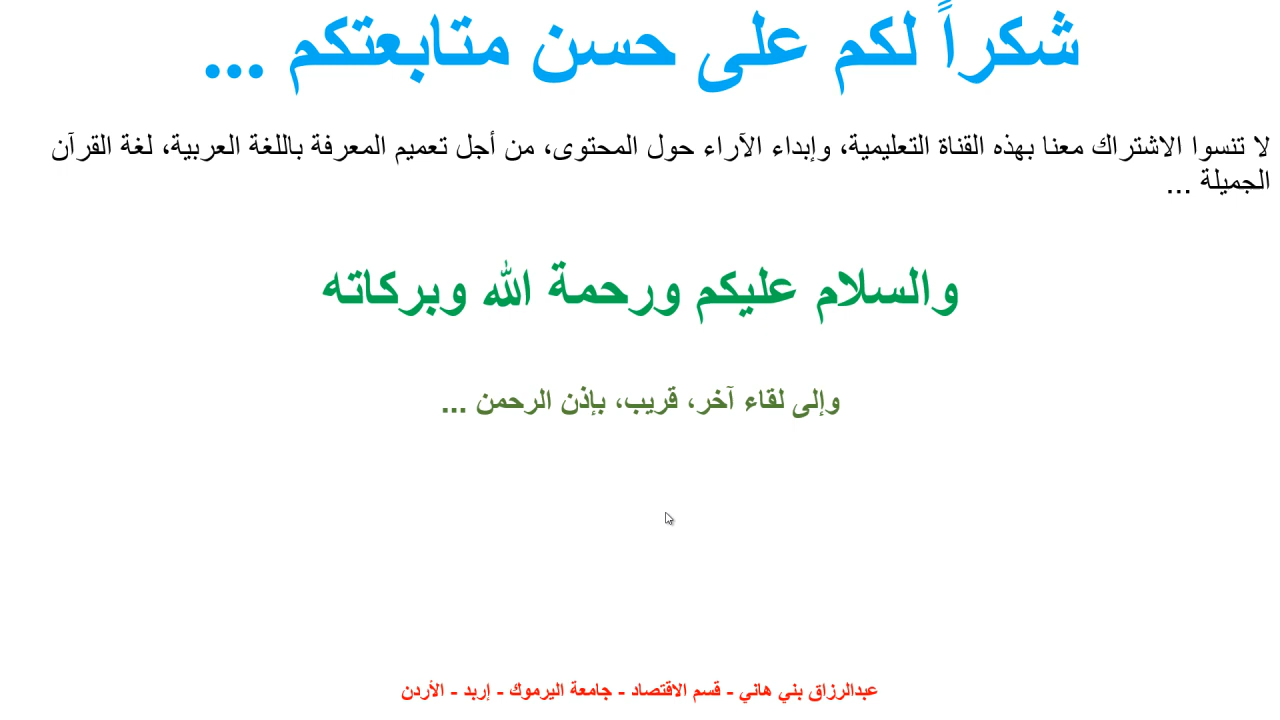 شكراً لكم على حسن متابعتكم ...
لا تنسوا الاشتراك معنا بهذه القناة التعليمية، وإبداء الآراء حول المحتوى، من أجل تعميم المعرفة باللغة العربية، لغة القرآن
الجميلة ...
والسلام عليكم ورحمة الله وبركاته
وإلى لقاء آخر، قريب، بإذن الرحمن ...
عبدالرزاق بني هاني - قسم الاقتصاد - جامعة اليرموك - إربد - الأردن